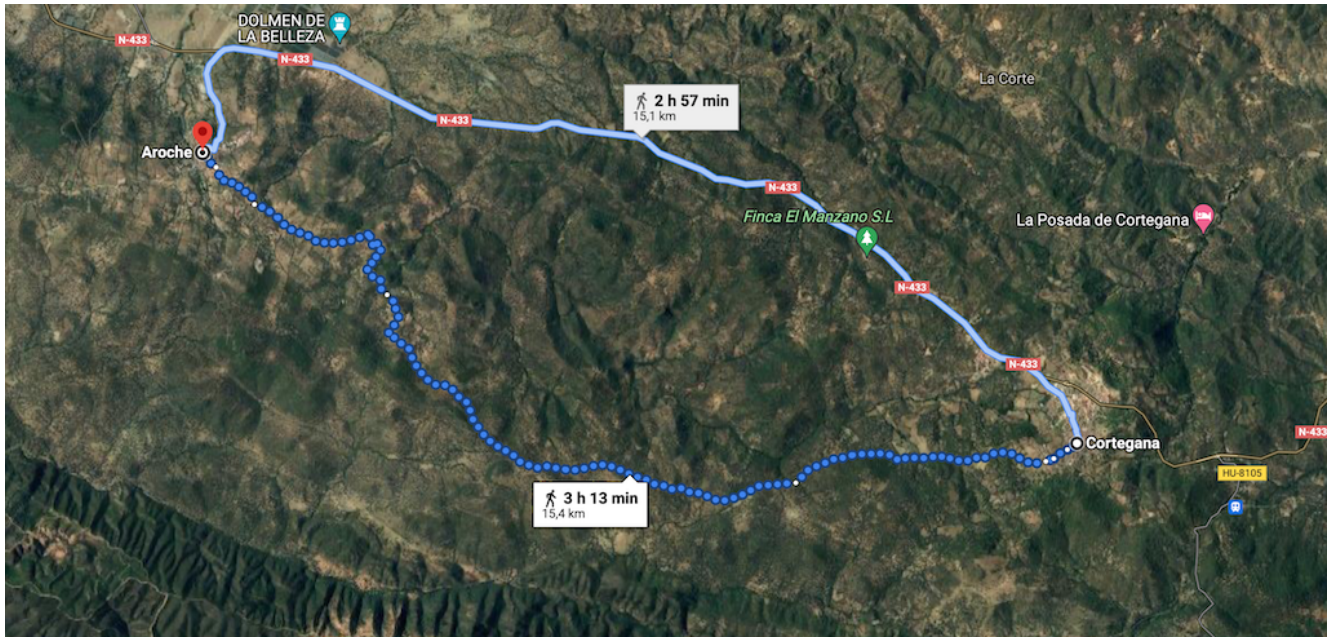 DOLMEN DE
LA BELLEZA
N-433
N-433
La Corte
2 h 57 min
15,1 km
N-433
Aroche
N-433
Finca El Manzano S.L
La Posada de Cortegana
N-433
N-433
Cortegana
N-433
HU-8105
3 h 13 min
15,4 km